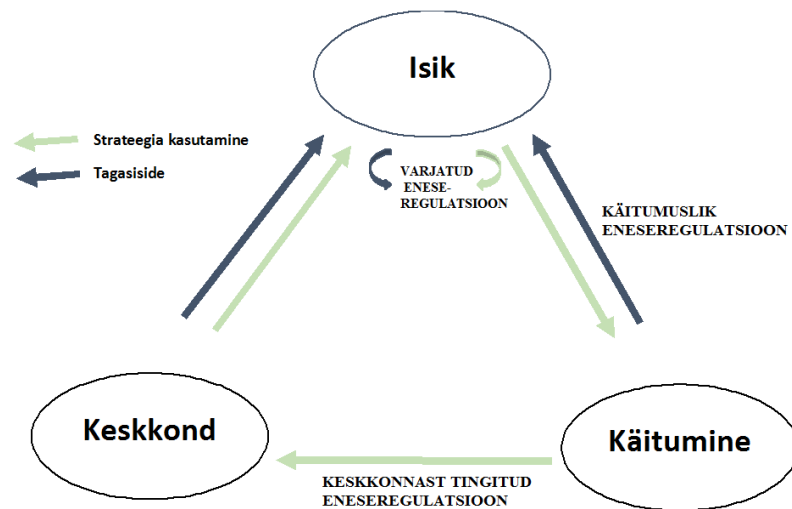 Isik
Strateegia kasutamine
Tagasiside
VARJATUD
ENESE-
REGULATSIOON
KÄITUMUSLIK
ENESEREGULATSIOON
Keskkond
Käitumine
KESKKONNAST TINGITUD
ENESEREGULATSIOON